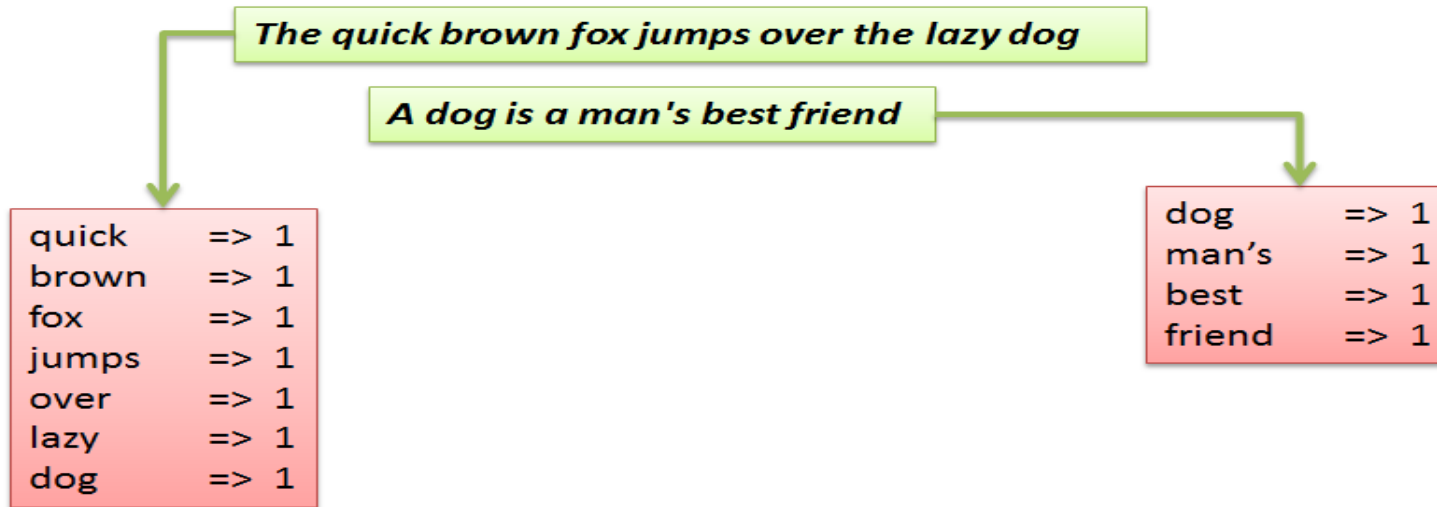 The quick brown fox jumps over the lazy dog
A dog is a man's best friend
quick => 1
brown => 1
fox => 1
jumps => 1
over => 1
lazy => 1
dog => 1
dog => 1
man’s => 1
best => 1
friend => 1